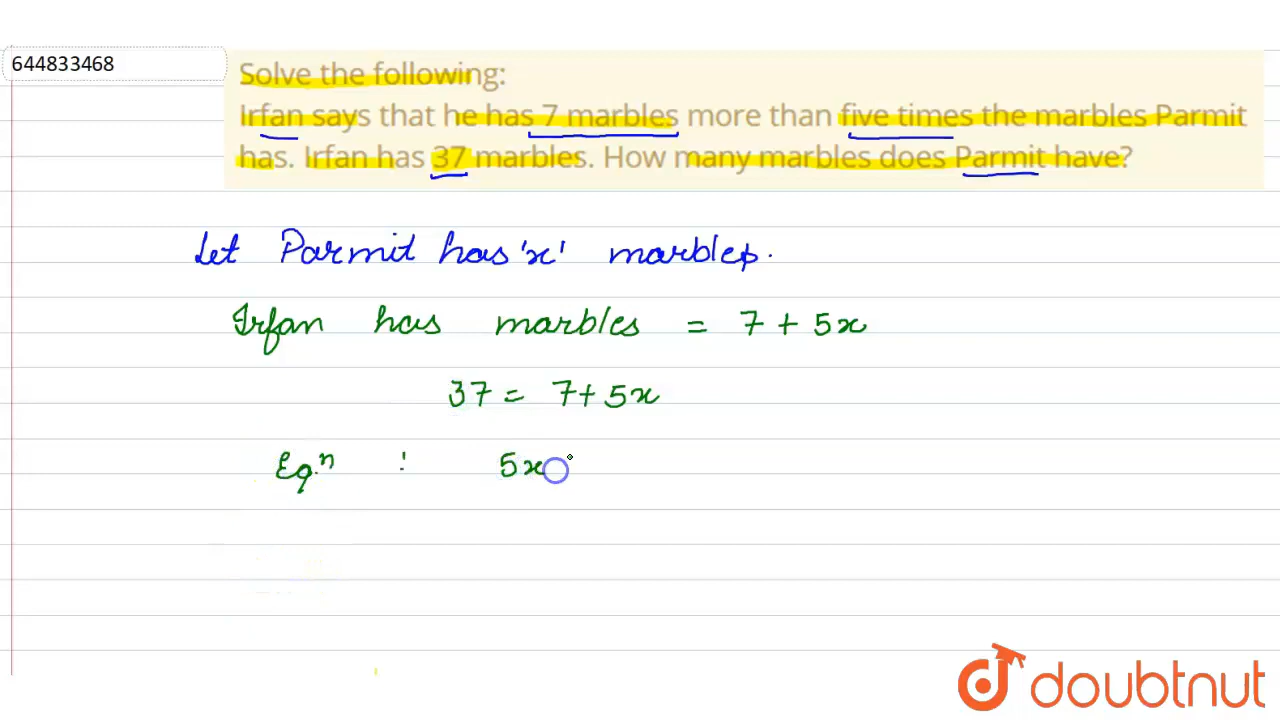 644833468
Solve the following:
Irfan says that he has 7 marbles more than five times the marbles Parmit
has. Irfan has 37 marbles. How many marbles does Parmit have?
Let Parmit has 'x' marbles.
Irfan has marbles = 7 + 5x
37 = 7 + 5x
Eqⁿ : 5x
doubtnut